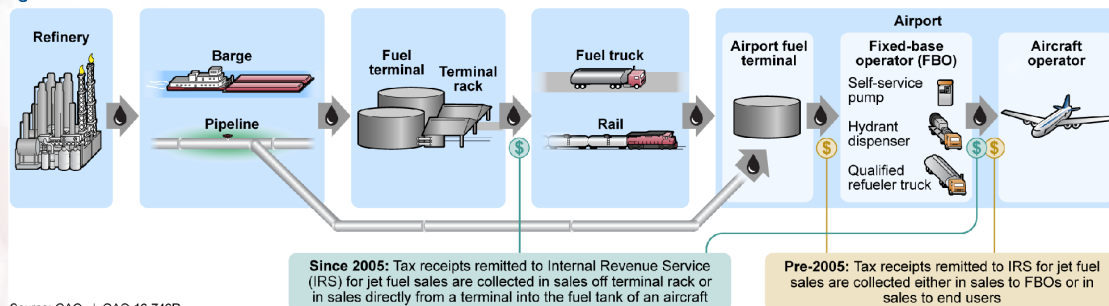 Refinery
Barge
Pipeline
Fuel
terminal
Terminal
rack
Fuel truck
Rail
Airport
Airport fuel
terminal
Fixed-base
operator (FBO)
Self-service
pump
Hydrant
dispenser
Qualified
refueler truck
Aircraft
operator
$
$
$
$
Since 2005: Tax receipts remitted to Internal Revenue Service
(IRS) for jet fuel sales are collected in sales off terminal rack or
in sales directly from a terminal into the fuel tank of an aircraft
Pre-2005: Tax receipts remitted to IRS for jet fuel
sales are collected either in sales to FBOs or in
sales to end users